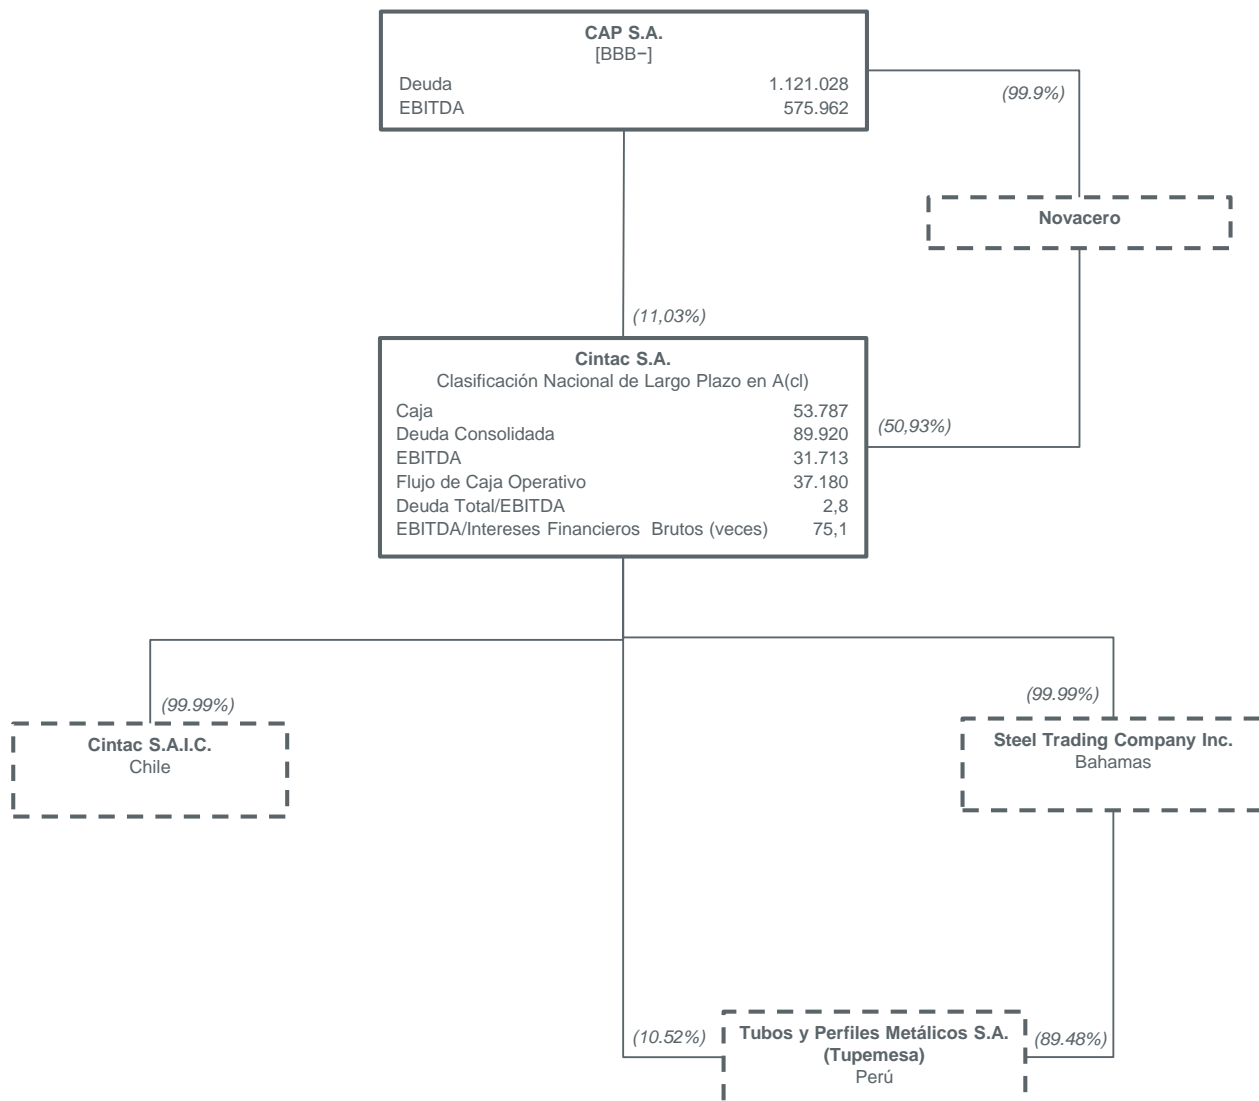 CAP S.A.
[BBB−]
Deuda 1.121.028
EBITDA 575.962
(99.9%)
Novacero
(11,03%)
Cintac S.A.
Clasificación Nacional de Largo Plazo en A(cl)
Caja 53.787
Deuda Consolidada 89.920
EBITDA 31.713
Flujo de Caja Operativo 37.180
Deuda Total/EBITDA 2,8
EBITDA/Intereses Financieros Brutos (veces) 75,1
(50,93%)
(99.99%)
Cintac S.A.I.C.
Chile
(99.99%)
Steel Trading Company Inc.
Bahamas
(10.52%)
Tubos y Perfiles Metálicos S.A.
(Tupemesa)
Perú
(89.48%)